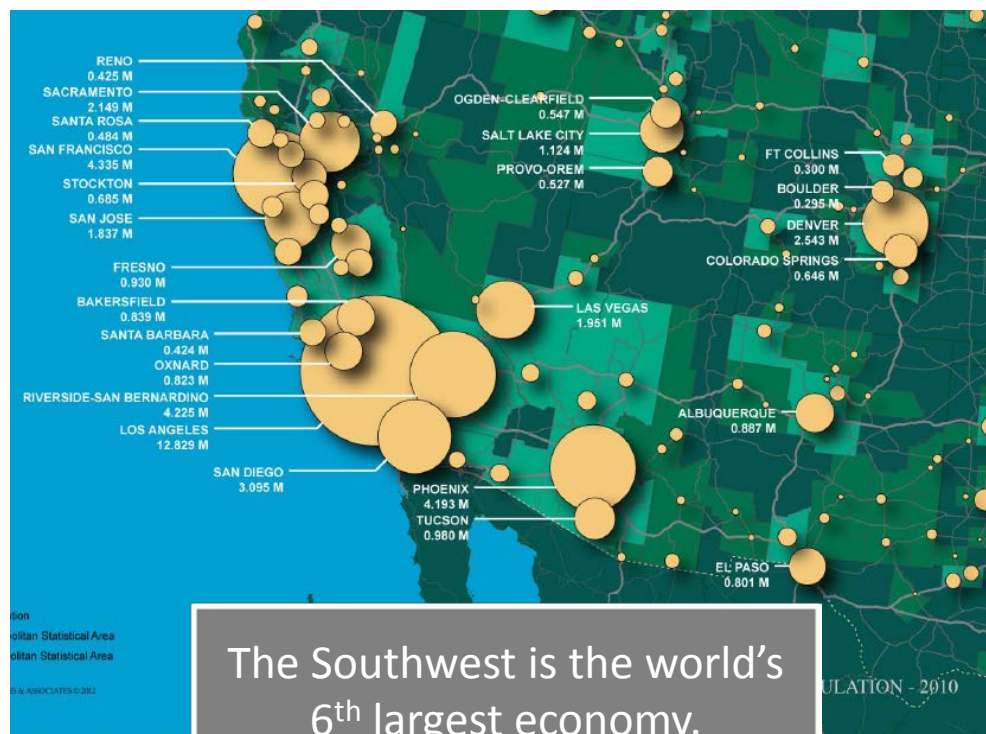 RENO
0.425 M
SACRAMENTO
2.149 M
SANTA ROSA
0.484 M
SAN FRANCISCO
4.335 M
STOCKTON
0.685 M
SAN JOSE
1.837 M
FRESNO
0.930 M
BAKERSFIELD
0.839 M
SANTA BARBARA
0.424 M
OXNARD
0.823 M
RIVERSIDE-SAN BERNARDINO
4.225 M
LOS ANGELES
12.829 M
SAN DIEGO
3.095 M
OGDEN-CLEARFIELD
0.547 M
SALT LAKE CITY
1.124 M
PROVO-OREM
0.527 M
FT COLLINS
0.300 M
BOULDER
0.295 M
DENVER
2.543 M
COLORADO SPRINGS
0.646 M
LAS VEGAS
1.951 M
ALBUQUERQUE
0.887 M
PHOENIX
4.193 M
TUCSON
0.980 M
EL PASO
0.801 M
tion
olitan Statistical Area
olitan Statistical Area
& ASSOCIATES © 2012
ULATION - 2010
The Southwest is the world's
6th largest economy.